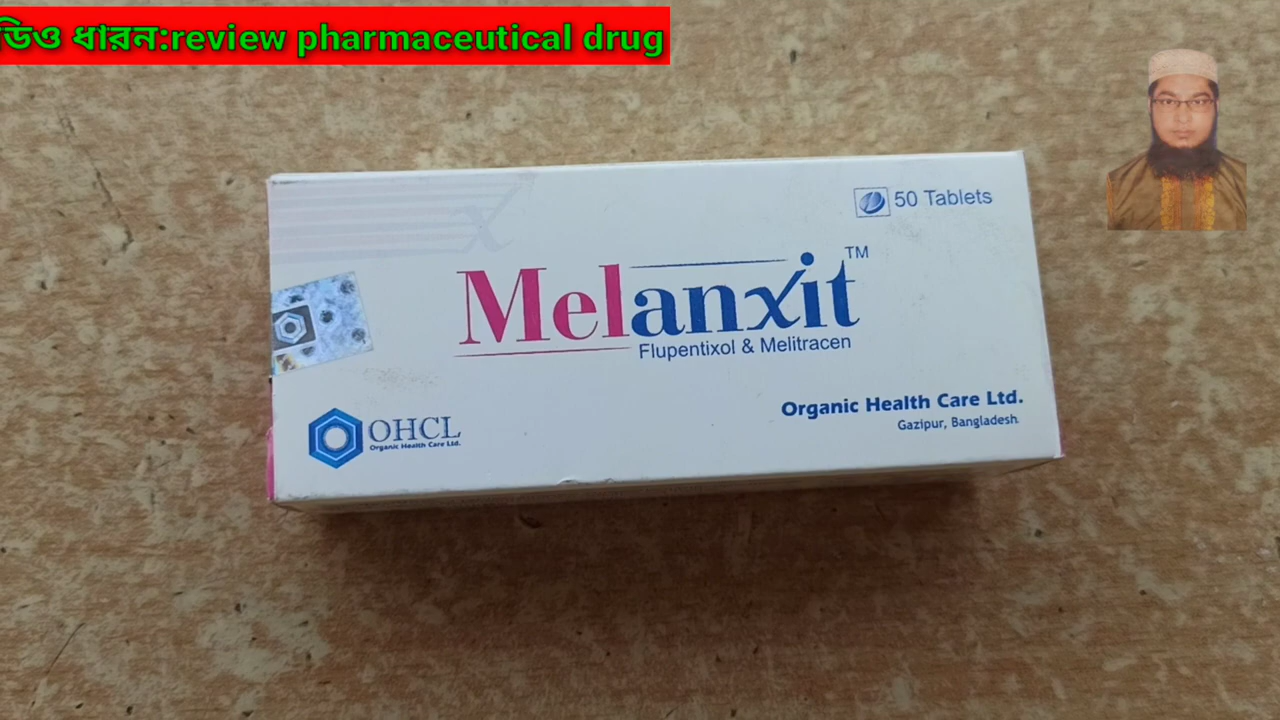 ডিও ধারন:review pharmaceutical drug
50 Tablets
Melanxit™
Flupentixol & Melitracen
OHCL
Organic Health Care Ltd.
Organic Health Care Ltd.
Gazipur, Bangladesh